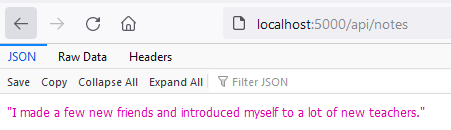 localhost:5000/api/notes
JSON Raw Data Headers
Save Copy Collapse All Expand All Filter JSON
"I made a few new friends and introduced myself to a lot of new teachers."